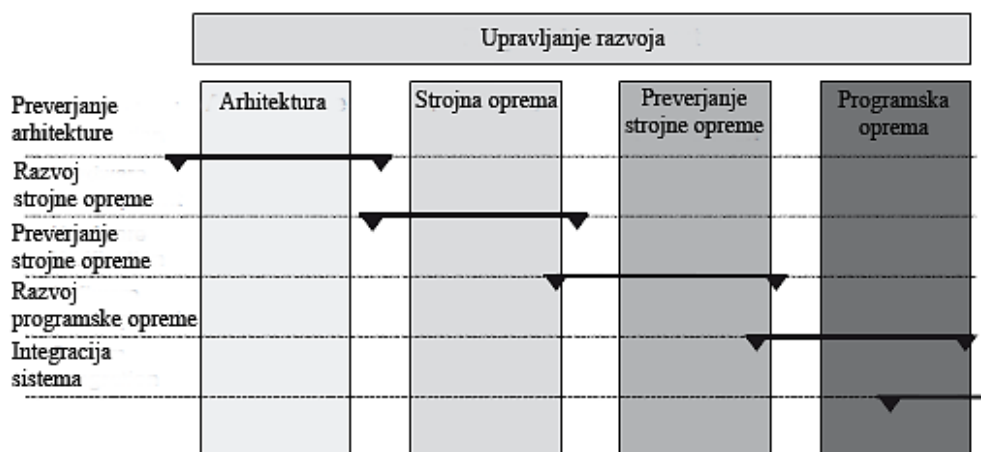 Upravljanje razvoja
Arhitektura
Strojna oprema
Preverjanje
strojne opreme
Programska
oprema
Preverjanje
arhitekture
Razvoj
strojne opreme
Preverjanje
strojne opreme
Razvoj
programske opreme
Integracija
sistema